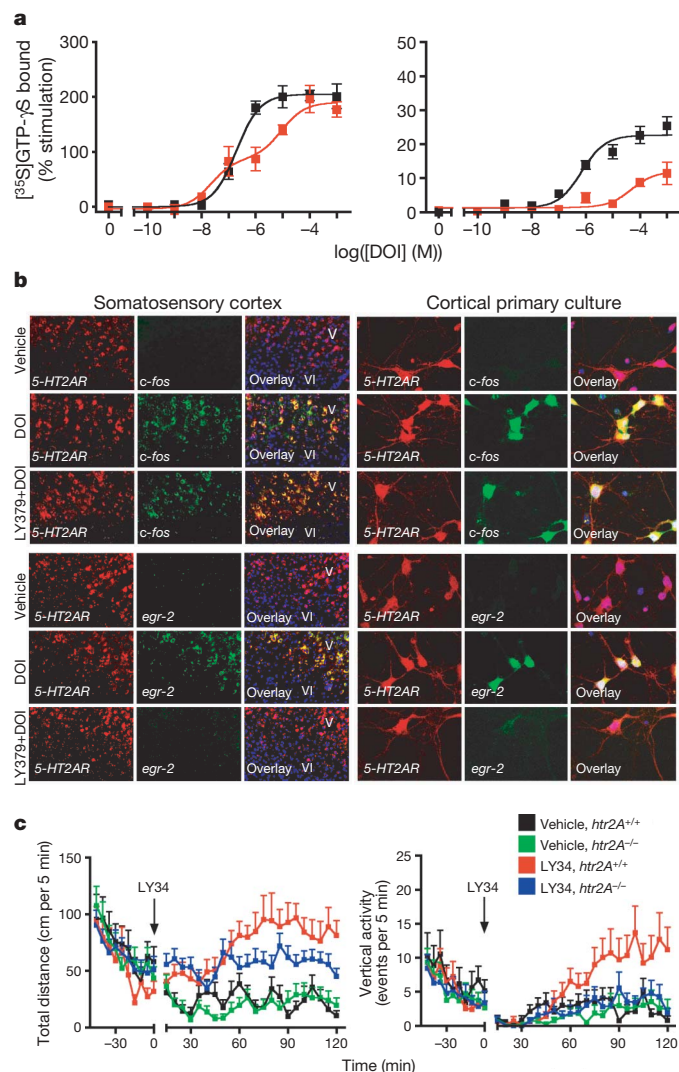 a
[35S]GTP-γS bound
(% stimulation)
300
200
100
0
50
40
30
20
10
0
0 –10 –8 –6 –4
0 –10 –8 –6 –4
log([DOI] (M))
b
Somatosensory cortex
Cortical primary culture
Vehicle
5-HT2AR
c-fos
Overlay VI
V
5-HT2AR
c-fos
Overlay
DOI
5-HT2AR
c-fos
Overlay VI
V
5-HT2AR
c-fos
Overlay
LY379+DOI
5-HT2AR
c-fos
Overlay VI
V
5-HT2AR
c-fos
Overlay
Vehicle
5-HT2AR
egr-2
Overlay VI
V
5-HT2AR
egr-2
Overlay
DOI
5-HT2AR
egr-2
Overlay VI
V
5-HT2AR
egr-2
Overlay
LY379+DOI
5-HT2AR
egr-2
Overlay VI
V
5-HT2AR
egr-2
Overlay
c
Vehicle, htr2A+/+
Vehicle, htr2A–/–
LY34, htr2A+/+
LY34, htr2A–/–
Total distance (cm per 5 min)
150
100
50
0
LY34
–30 0 30 60 90 120
Vertical activity
(events per 5 min)
25
20
15
10
5
0
LY34
–30 0 30 60 90 120
Time (min)